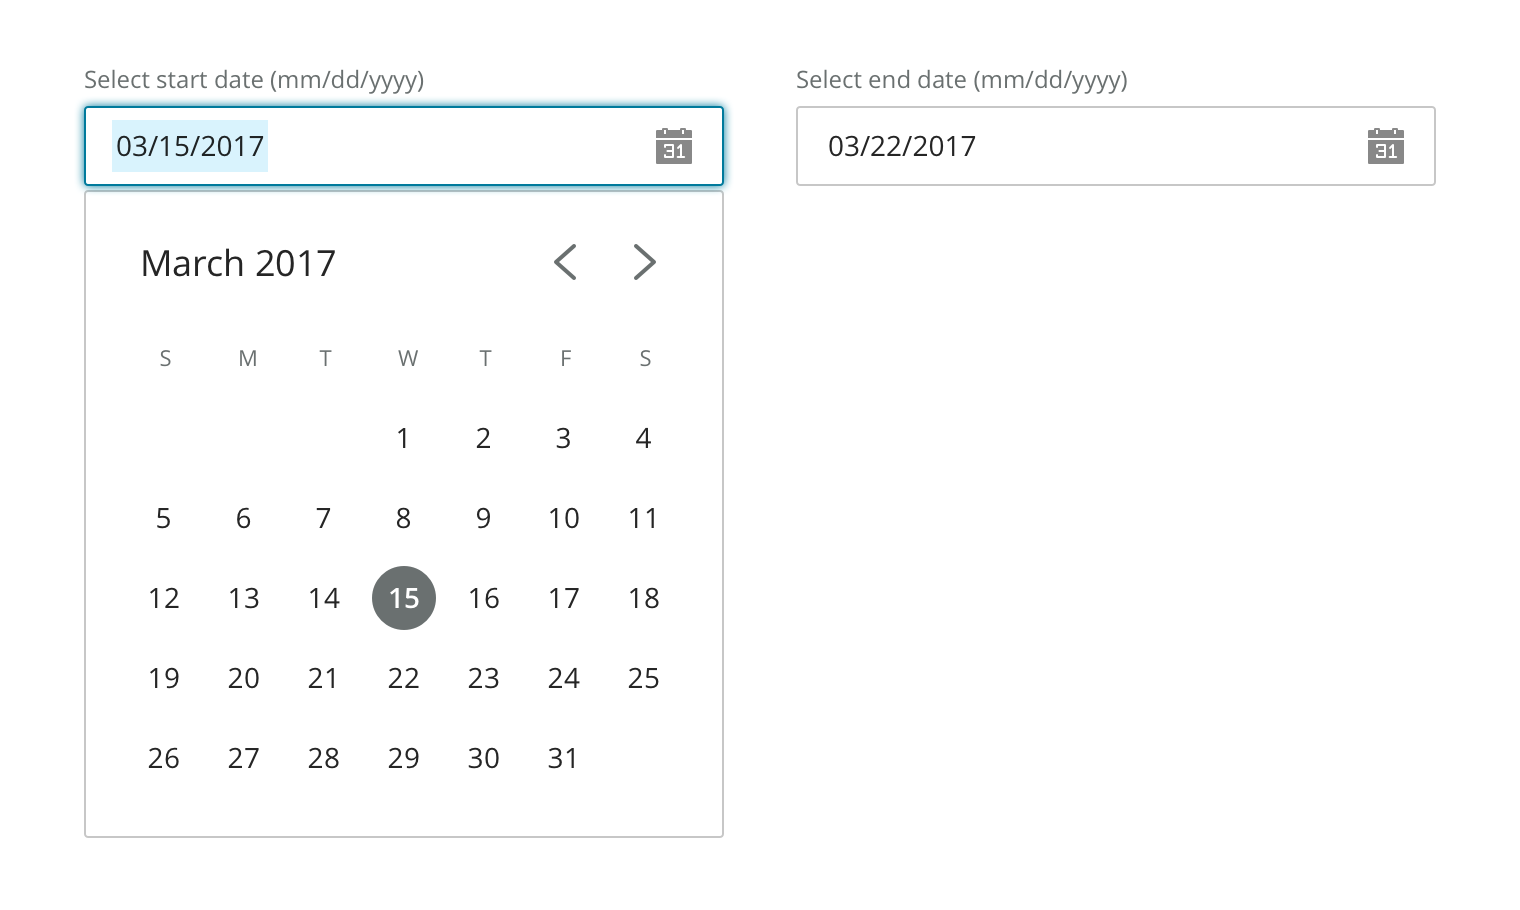 Select start date (mm/dd/yyyy)
03/15/2017
31
March 2017
S M T W T F S
1 2 3 4
5 6 7 8 9 10 11
12 13 14 15 16 17 18
19 20 21 22 23 24 25
26 27 28 29 30 31
Select end date (mm/dd/yyyy)
03/22/2017
31